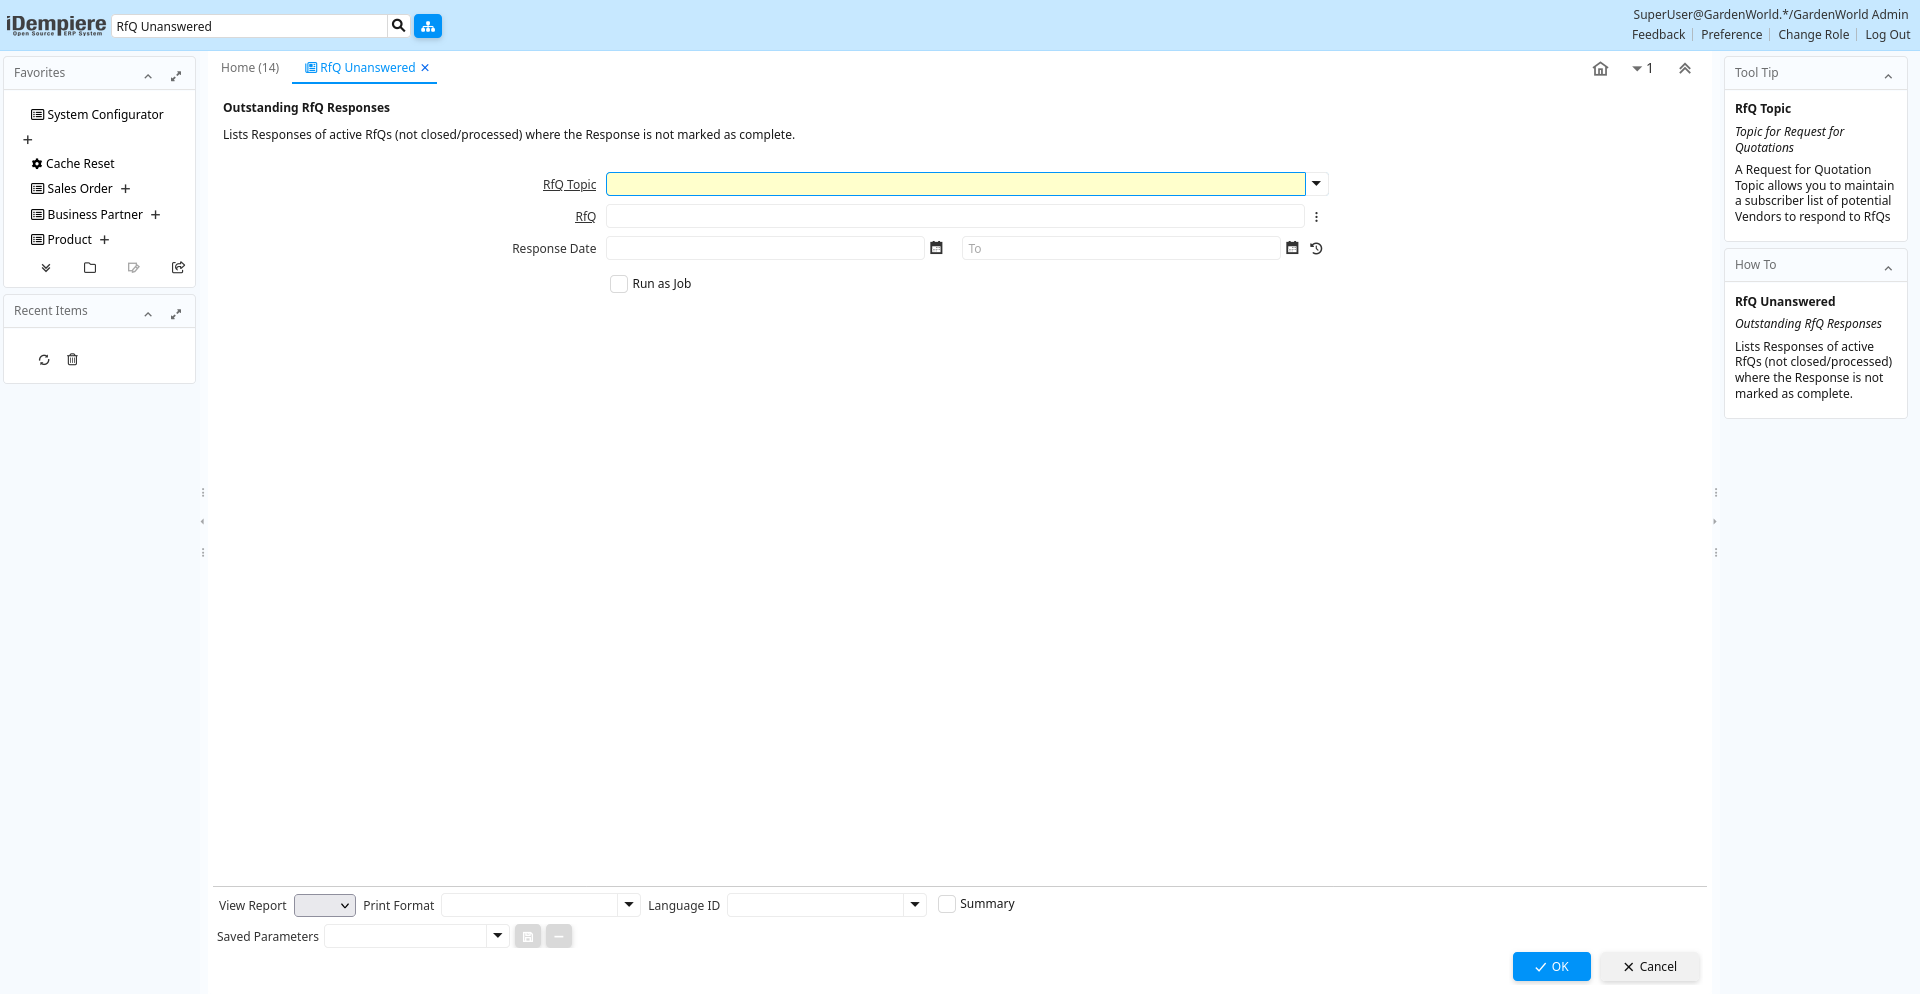 iDempiere
Open Source ERP System
RfQ Unanswered
SuperUser@GardenWorld.*/GardenWorld Admin
Feedback
Preference
Change Role
Log Out
Favorites
System Configurator
Cache Reset
Sales Order
Business Partner
Product
Recent Items
Home (14)
RfQ Unanswered
1
Outstanding RfQ Responses
Lists Responses of active RfQs (not closed/processed) where the Response is not marked as complete.
RfQ Topic
RfQ
Response Date
To
Run as Job
View Report
Print Format
Language ID
Summary
Saved Parameters
OK
Cancel
Tool Tip
RfQ Topic
Topic for Request for
Quotations
A Request for Quotation
Topic allows you to maintain
a subscriber list of potential
Vendors to respond to RfQs
How To
RfQ Unanswered
Outstanding RfQ Responses
Lists Responses of active
RfQs (not closed/processed)
where the Response is not
marked as complete.